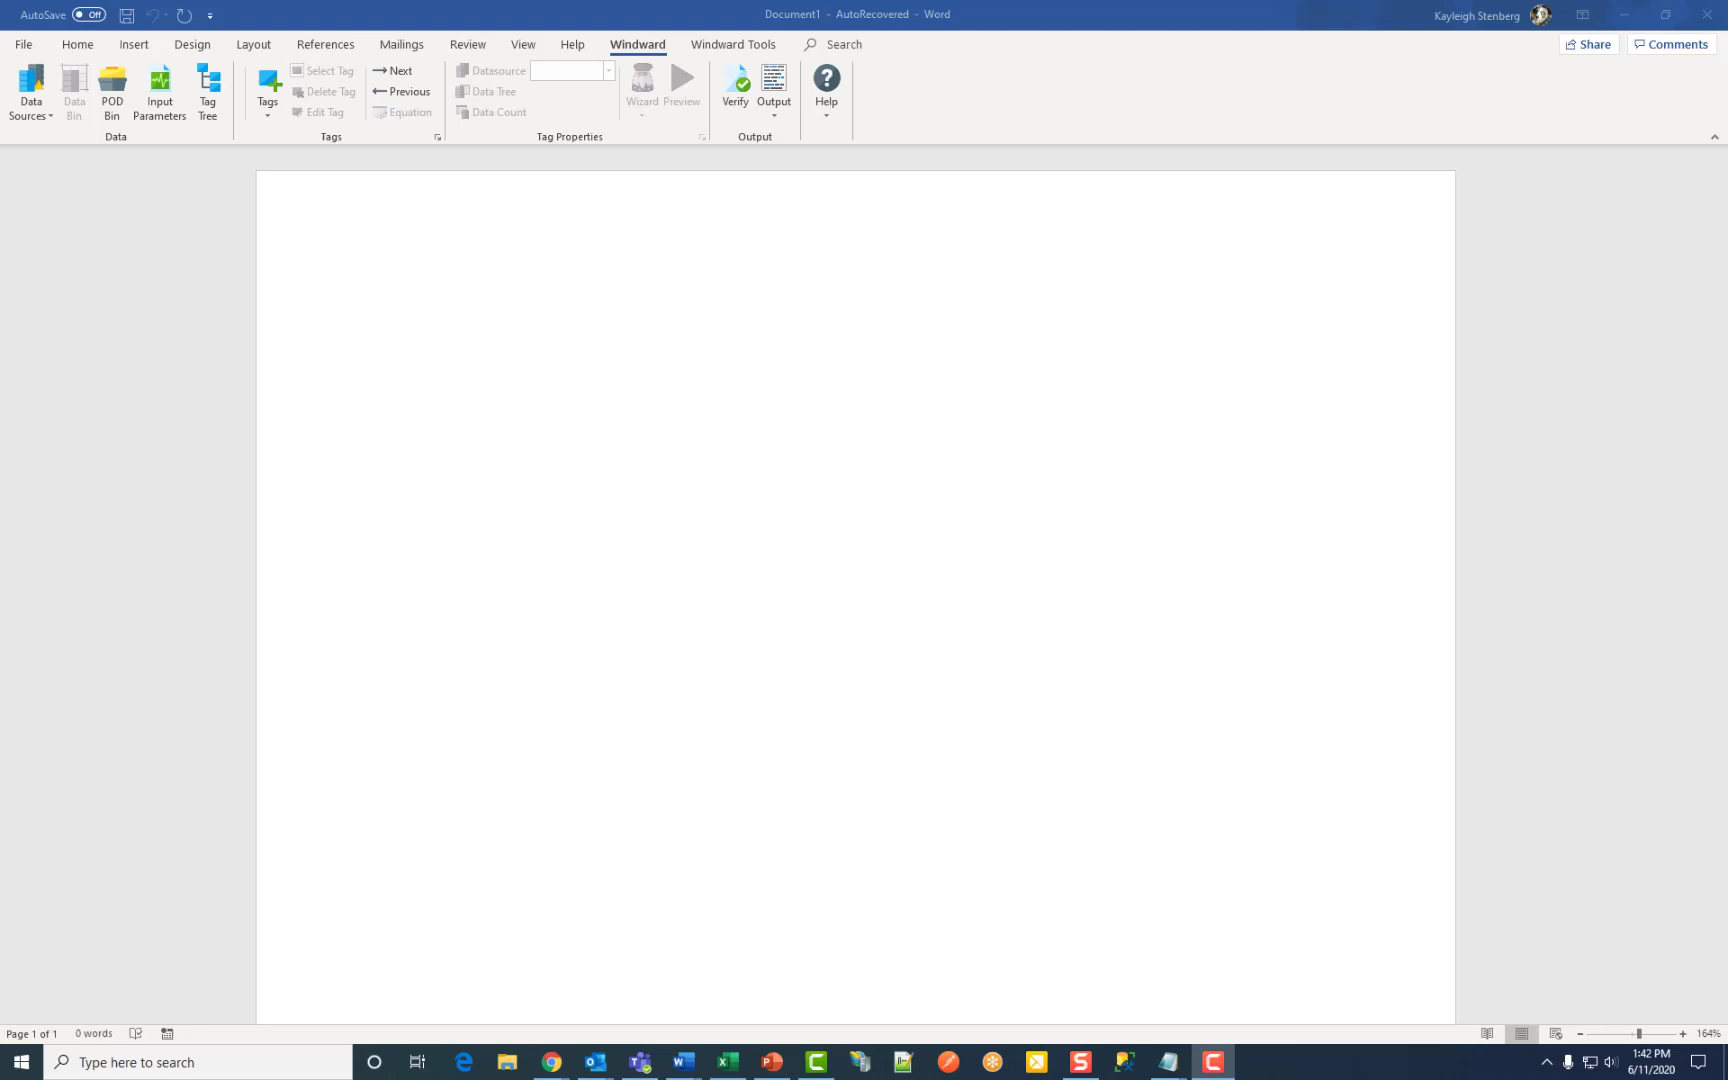 AutoSave Off Document1 - AutoRecovered - Word Kayleigh Stenberg
File Home Insert Design Layout References Mailings Review View Help Windward Windward Tools Search Share Comments
Data Sources
Data Bin
POD Bin
Input Parameters
Tag Tree
Data
Tags
Select Tag
Delete Tag
Edit Tag
Next
Previous
Equation
Tags
Datasource
Data Tree
Data Count
Wizard
Preview
Tag Properties
Verify
Output
Output
Help
Page 1 of 1 0 words 164%
Type here to search
1:42 PM
6/11/2020